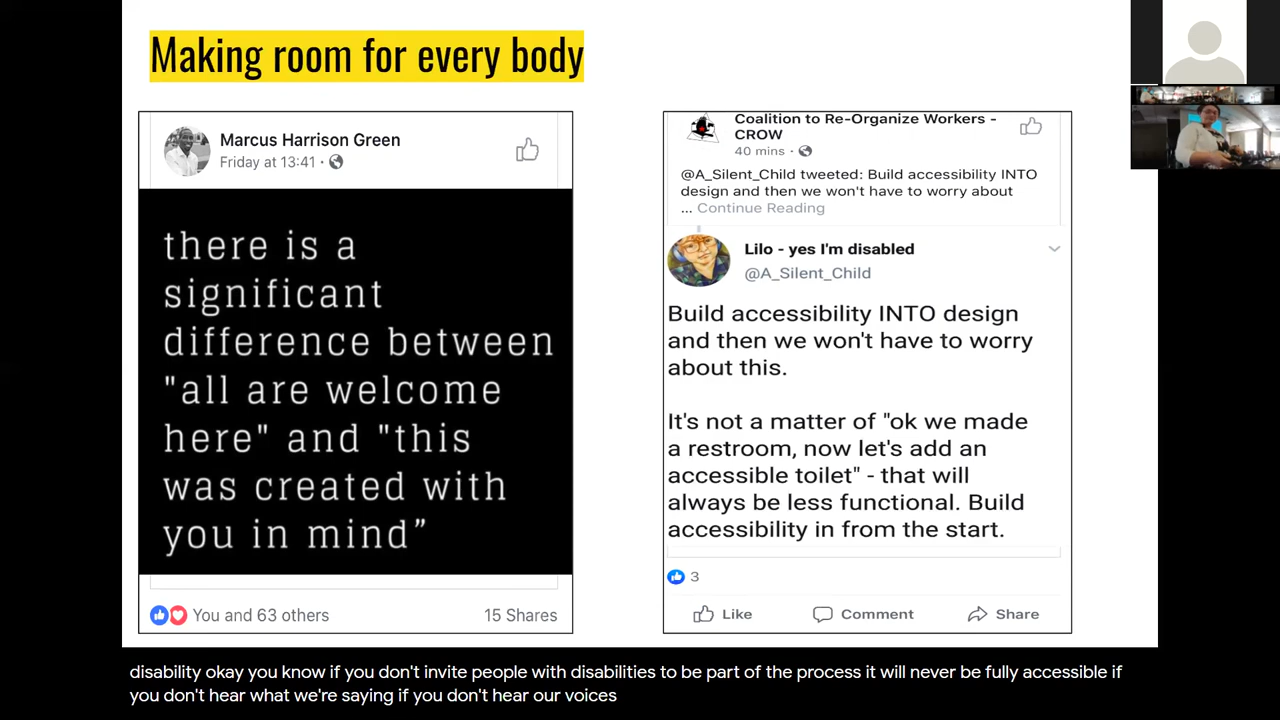 Making room for every body
Marcus Harrison Green
Friday at 13:41 ·
there is a
significant
difference between
"all are welcome
here" and "this
was created with
you in mind”
You and 63 others
15 Shares
Coalition to Re-Organize Workers -
CROW
40 mins ·
@A_Silent_Child tweeted: Build accessibility INTO
design and then we won't have to worry about
... Continue Reading
Lilo - yes I'm disabled
@A_Silent_Child
Build accessibility INTO design
and then we won't have to worry
about this.
It's not a matter of "ok we made
a restroom, now let's add an
accessible toilet" - that will
always be less functional. Build
accessibility in from the start.
3
Like
Comment
Share
disability okay you know if you don't invite people with disabilities to be part of the process it will never be fully accessible if
you don't hear what we're saying if you don't hear our voices